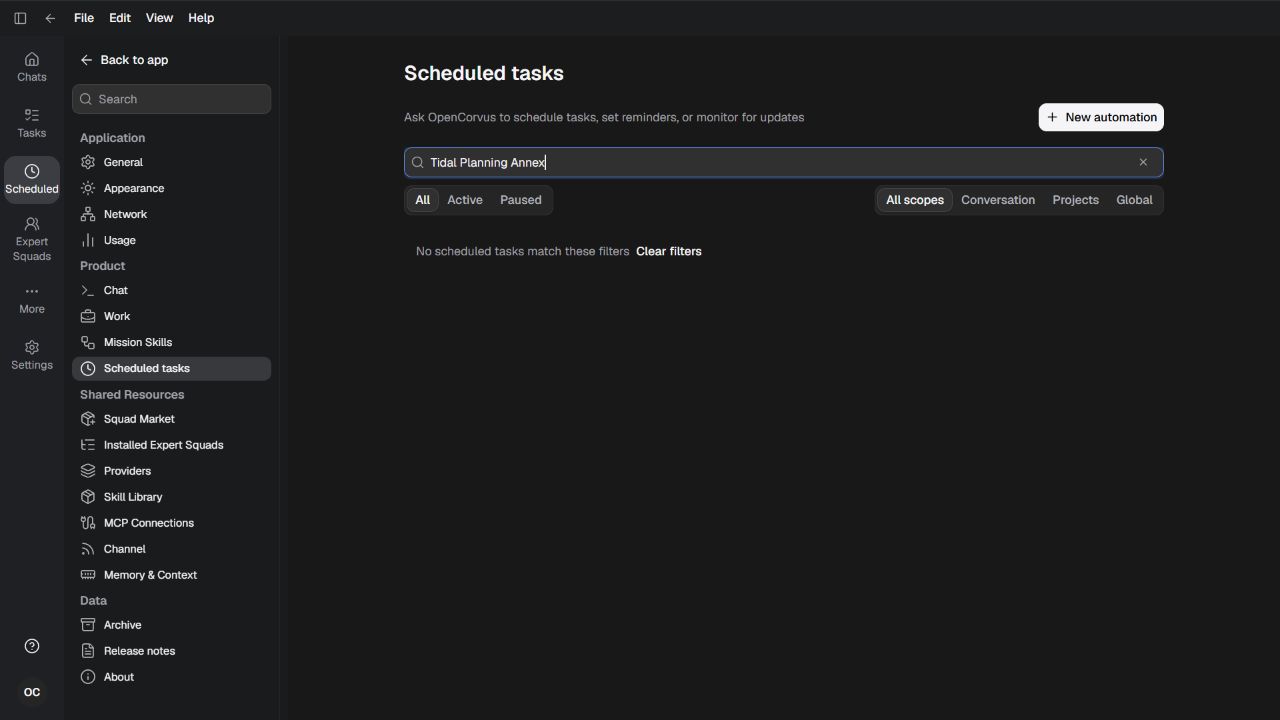 File Edit View Help
Chats
Tasks
Scheduled
Expert
Squads
More
Settings
OC
Back to app
Search
Application
General
Appearance
Network
Usage
Product
Chat
Work
Mission Skills
Scheduled tasks
Shared Resources
Squad Market
Installed Expert Squads
Providers
Skill Library
MCP Connections
Channel
Memory & Context
Data
Archive
Release notes
About
Scheduled tasks
Ask OpenCorvus to schedule tasks, set reminders, or monitor for updates
New automation
Tidal Planning Annex
All Active Paused
All scopes Conversation Projects Global
No scheduled tasks match these filters Clear filters